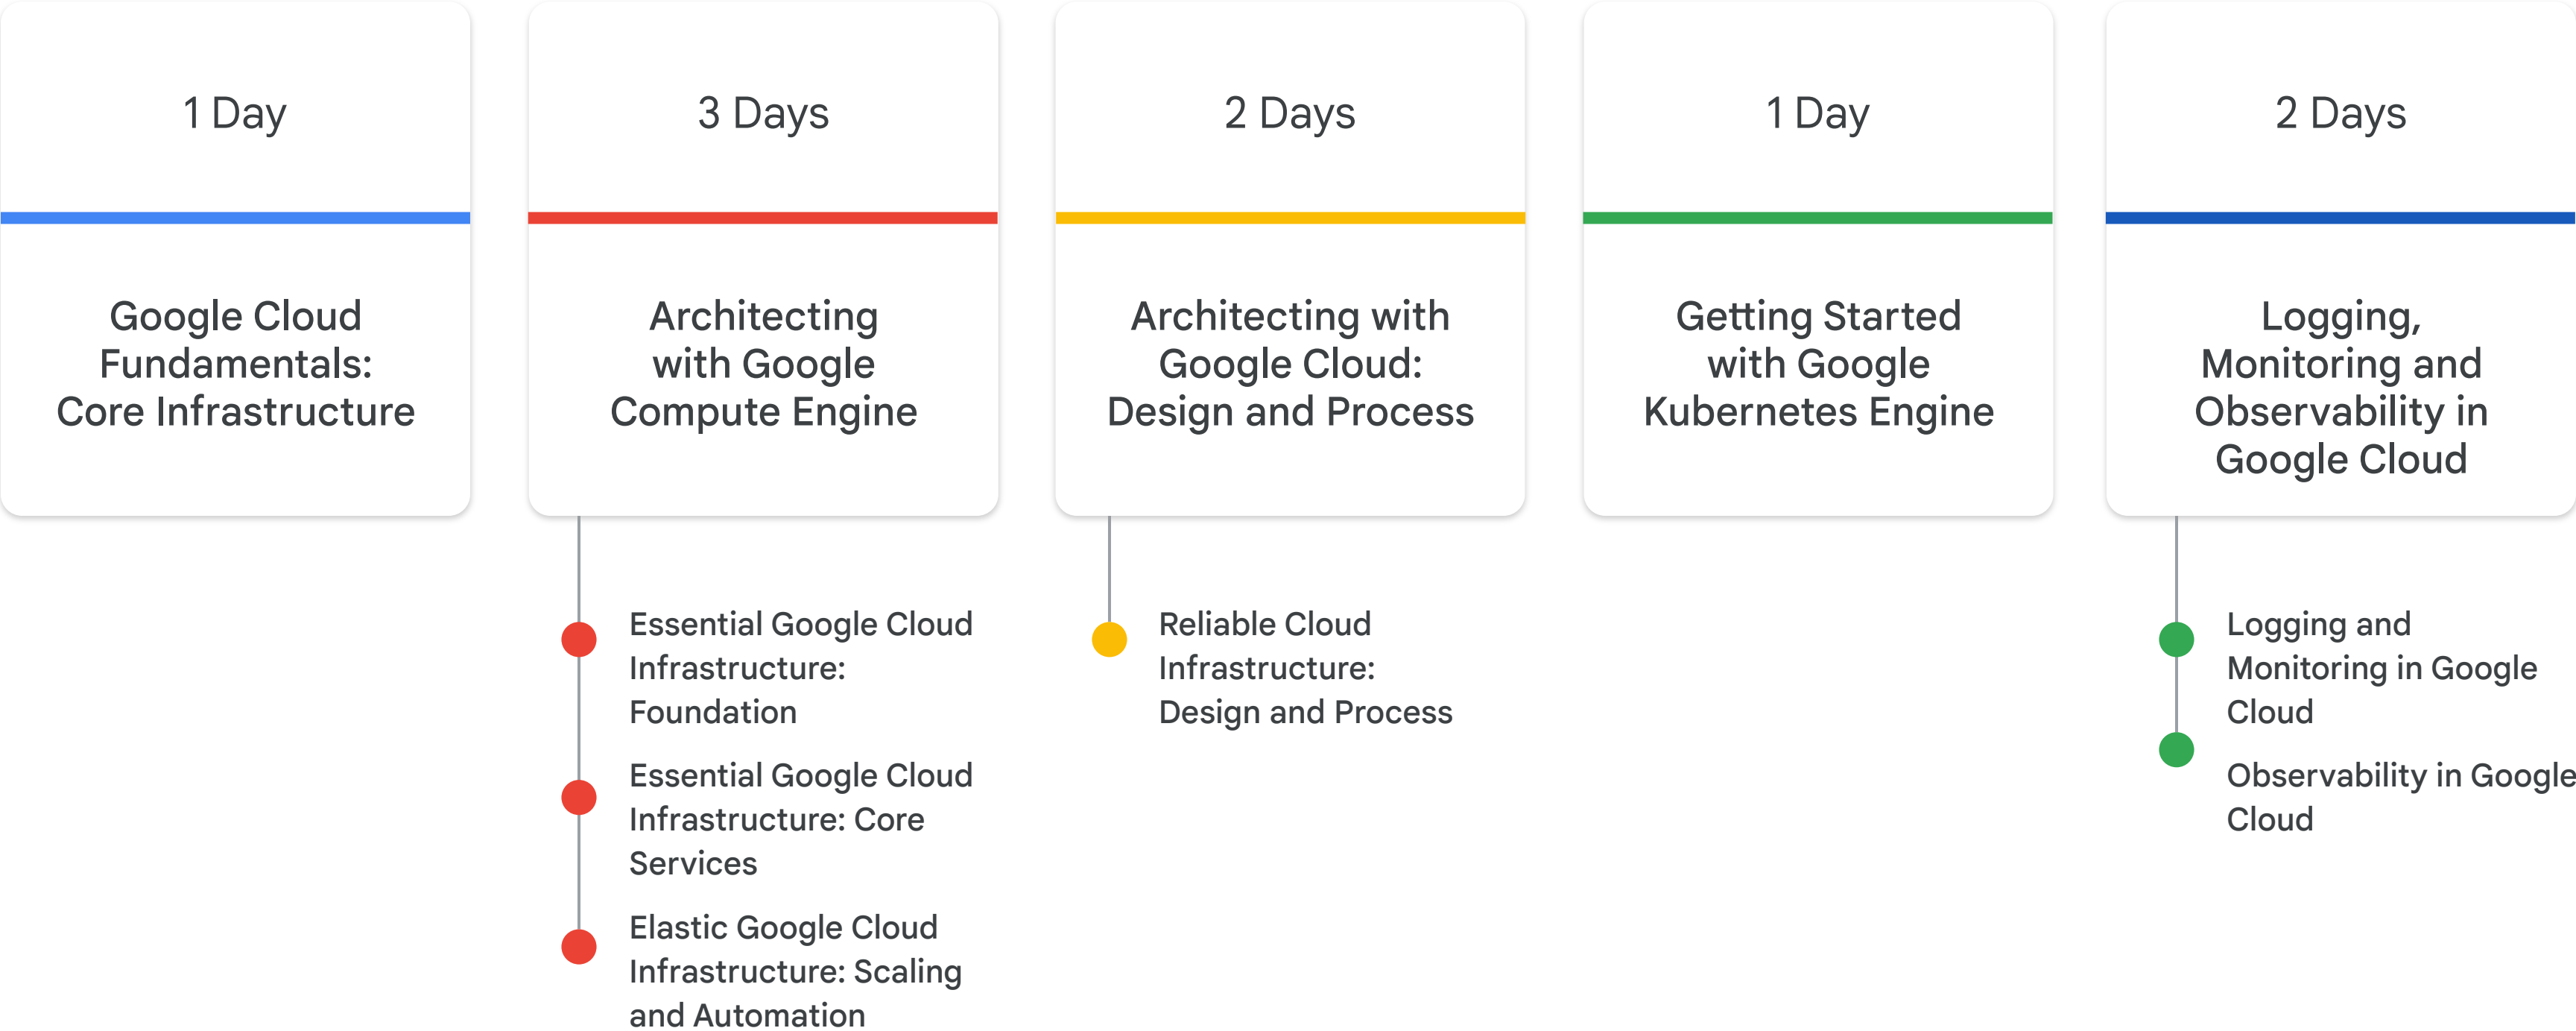 1 Day
Google Cloud
Fundamentals:
Core Infrastructure
3 Days
Architecting
with Google
Compute Engine
Essential Google Cloud
Infrastructure:
Foundation
Essential Google Cloud
Infrastructure: Core
Services
Elastic Google Cloud
Infrastructure: Scaling
and Automation
2 Days
Architecting with
Google Cloud:
Design and Process
Reliable Cloud
Infrastructure:
Design and Process
1 Day
Getting Started
with Google
Kubernetes Engine
2 Days
Logging,
Monitoring and
Observability in
Google Cloud
Logging and
Monitoring in Google
Cloud
Observability in Google
Cloud